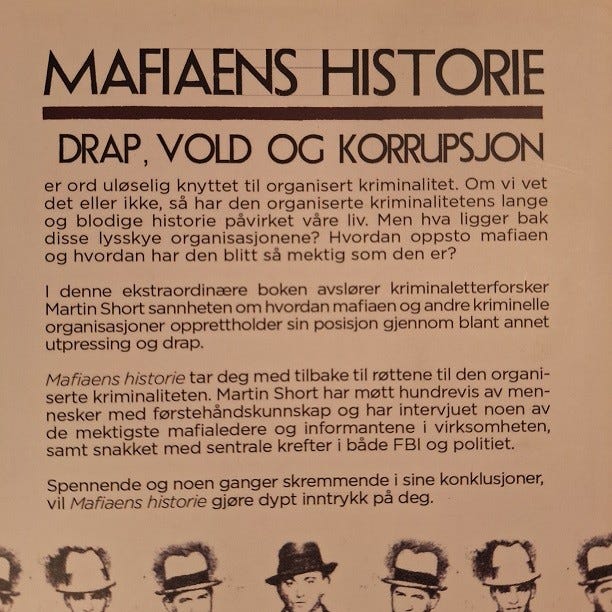 MAFIAENS HISTORIE
DRAP, VOLD OG KORRUPSJON
er ord uløselig knyttet til organisert kriminalitet. Om vi vet
det eller ikke, så har den organiserte kriminalitetens lange
og blodige historie påvirket våre liv. Men hva ligger bak
disse lysskye organisasjonene? Hvordan oppsto mafiaen
og hvordan har den blitt så mektig som den er?
I denne ekstraordinære boken avslører kriminaletterforsker
Martin Short sannheten om hvordan mafiaen og andre kriminelle
organisasjoner opprettholder sin posisjon gjennom blant annet
utpressing og drap.
Mafiaens historie tar deg med tilbake til røttene til den organi-
serte kriminaliteten. Martin Short har møtt hundrevis av men-
nesker med førstehåndskunnskap og har intervjuet noen av
de mektigste mafialedere og informantene i virksomheten,
samt snakket med sentrale krefter i både FBI og politiet.
Spennende og noen ganger skremmende i sine konklusjoner,
vil Mafiaens historie gjøre dypt inntrykk på deg.